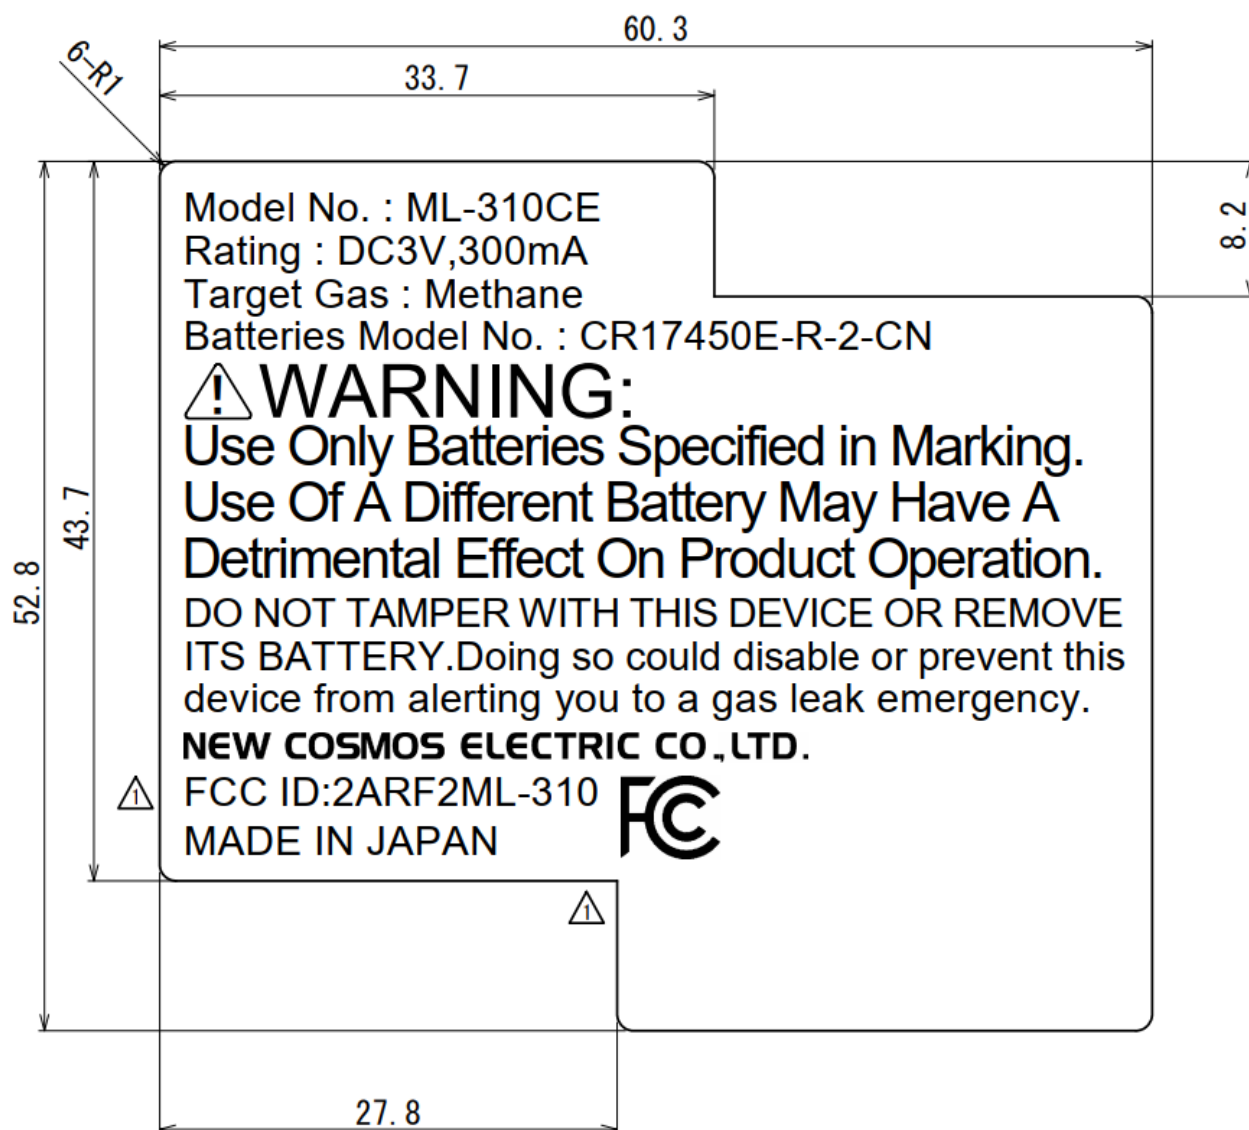 60.3
33.7
6-R1
8.2
Model No. : ML-310CE
Rating : DC3V,300mA
Target Gas : Methane
Batteries Model No. : CR17450E-R-2-CN
! WARNING:
Use Only Batteries Specified in Marking.
Use Of A Different Battery May Have A
Detrimental Effect On Product Operation.
43.7
52.8
DO NOT TAMPER WITH THIS DEVICE OR REMOVE
ITS BATTERY.Doing so could disable or prevent this
device from alerting you to a gas leak emergency.
NEW COSMOS ELECTRIC CO.,LTD.
1
FCC ID:2ARF2ML-310
FC
MADE IN JAPAN
1
27.8